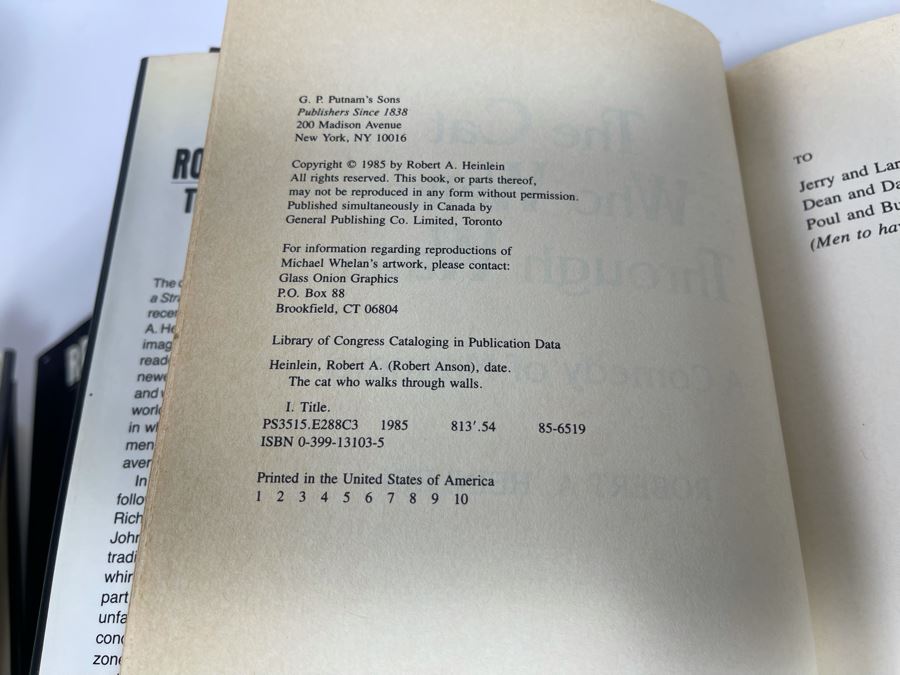 G. P. Putnam's Sons
Publishers Since 1838
200 Madison Avenue
New York, NY 10016
Copyright © 1985 by Robert A. Heinlein
All rights reserved. This book, or parts thereof,
may not be reproduced in any form without permission.
Published simultaneously in Canada by
General Publishing Co. Limited, Toronto
For information regarding reproductions of
Michael Whelan's artwork, please contact:
Glass Onion Graphics
P.O. Box 88
Brookfield, CT 06804
Library of Congress Cataloging in Publication Data
Heinlein, Robert A. (Robert Anson), date.
The cat who walks through walls.
I. Title.
PS3515.E288C3 1985 813'.54 85-6519
ISBN 0-399-13103-5
Printed in the United States of America
1 2 3 4 5 6 7 8 9 10
TO
Jerry and
Dean and
Poul and
(Men to
The
a
A.
and
in
In